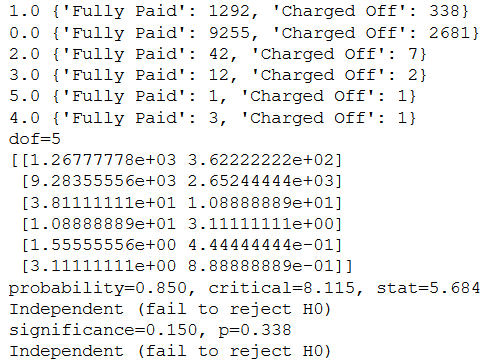 1.0 {'Fully Paid': 1292, 'Charged Off': 338}
0.0 {'Fully Paid': 9255, 'Charged Off': 2681}
2.0 {'Fully Paid': 42, 'Charged Off': 7}
3.0 {'Fully Paid': 12, 'Charged Off': 2}
5.0 {'Fully Paid': 1, 'Charged Off': 1}
4.0 {'Fully Paid': 3, 'Charged Off': 1}
dof=5
[[1.26777778e+03 3.62222222e+02]
 [9.28355556e+03 2.65244444e+03]
 [3.81111111e+01 1.08888889e+01]
 [1.08888889e+01 3.11111111e+00]
 [1.55555556e+00 4.44444444e-01]
 [3.11111111e+00 8.88888889e-01]]
probability=0.850, critical=8.115, stat=5.684
Independent (fail to reject H0)
significance=0.150, p=0.338
Independent (fail to reject H0)